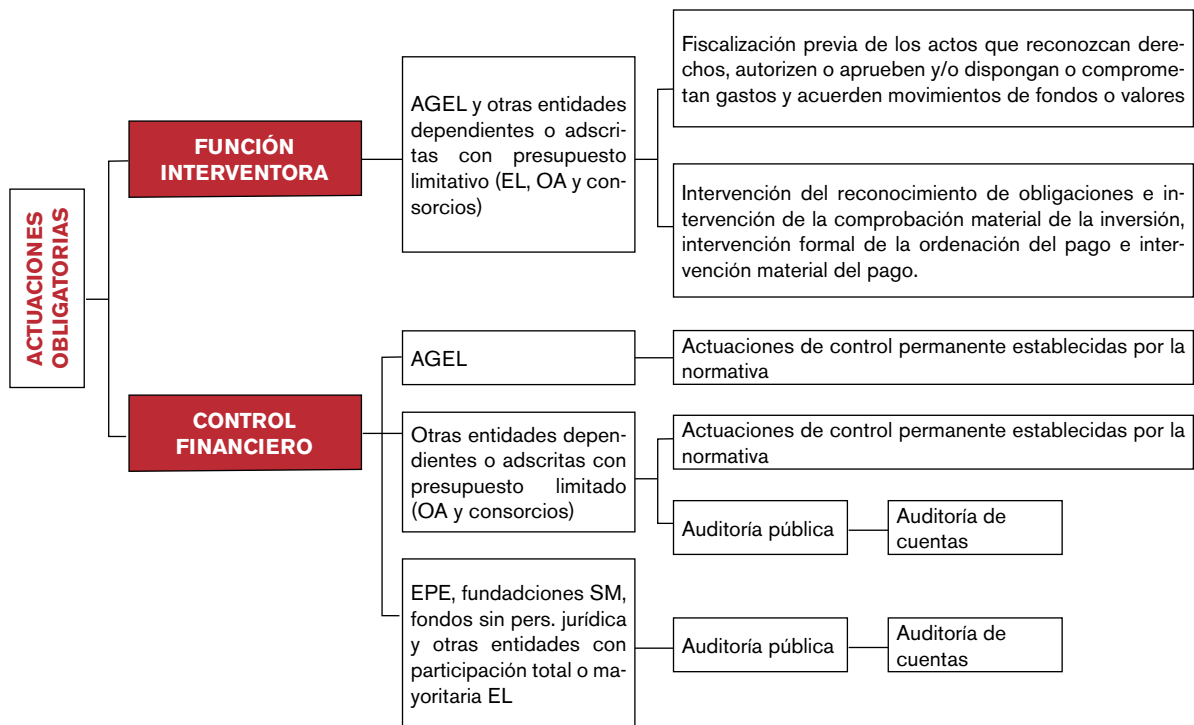 ACTUACIONES
OBLIGATORIAS
FUNCIÓN
INTERVENTORA
AGEL y otras entidades
dependientes o adscri-
tas con presupuesto
limitativo (EL, OA y con-
sorcios)
Fiscalización previa de los actos que reconozcan dere-
chos, autorizen o aprueben y/o dispongan o comprome-
tan gastos y acuerden movimientos de fondos o valores
Intervención del reconocimiento de obligaciones e in-
tervención de la comprobación material de la inversión,
intervención formal de la ordenación del pago e inter-
vención material del pago.
CONTROL
FINANCIERO
AGEL
Actuaciones de control permanente establecidas por la
normativa
Otras entidades depen-
dientes o adscritas con
presupuesto limitado
(OA y consorcios)
Actuaciones de control permanente establecidas por la
normativa
Auditoría pública
Auditoría de
cuentas
EPE, fundadciones SM,
fondos sin pers. jurídica
y otras entidades con
participación total o ma-
yoritaria EL
Auditoría pública
Auditoría de
cuentas